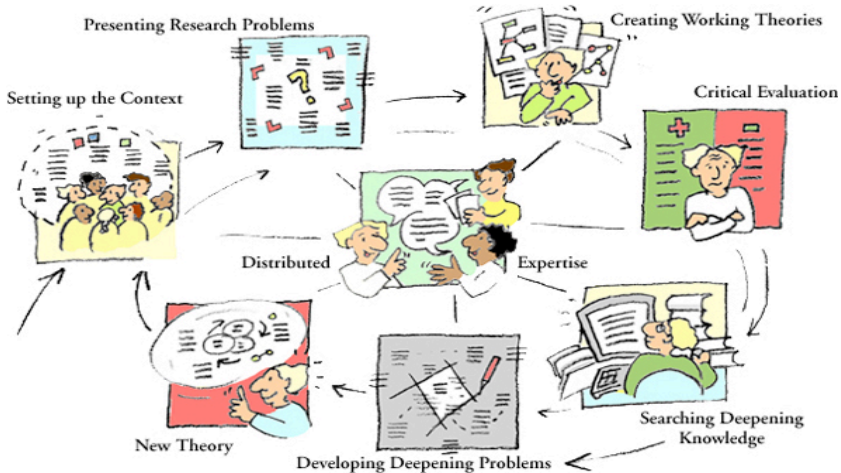 Presenting Research Problems
Creating Working Theories
Setting up the Context
Critical Evaluation
Distributed
Expertise
New Theory
Developing Deepening Problems
Searching Deepening
Knowledge